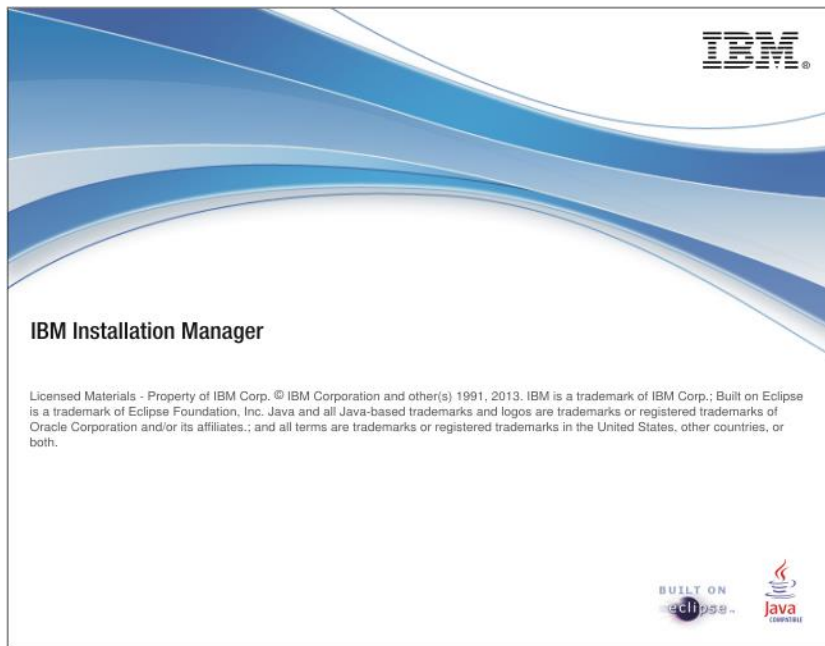 IBM®
IBM Installation Manager
Licensed Materials - Property of IBM Corp. © IBM Corporation and other(s) 1991, 2013. IBM is a trademark of IBM Corp.; Built on Eclipse
is a trademark of Eclipse Foundation, Inc. Java and all Java-based trademarks and logos are trademarks or registered trademarks of
Oracle Corporation and/or its affiliates.; and all terms are trademarks or registered trademarks in the United States, other countries, or
both.
BUILT ON
eclipse™
Java
COMPATIBLE